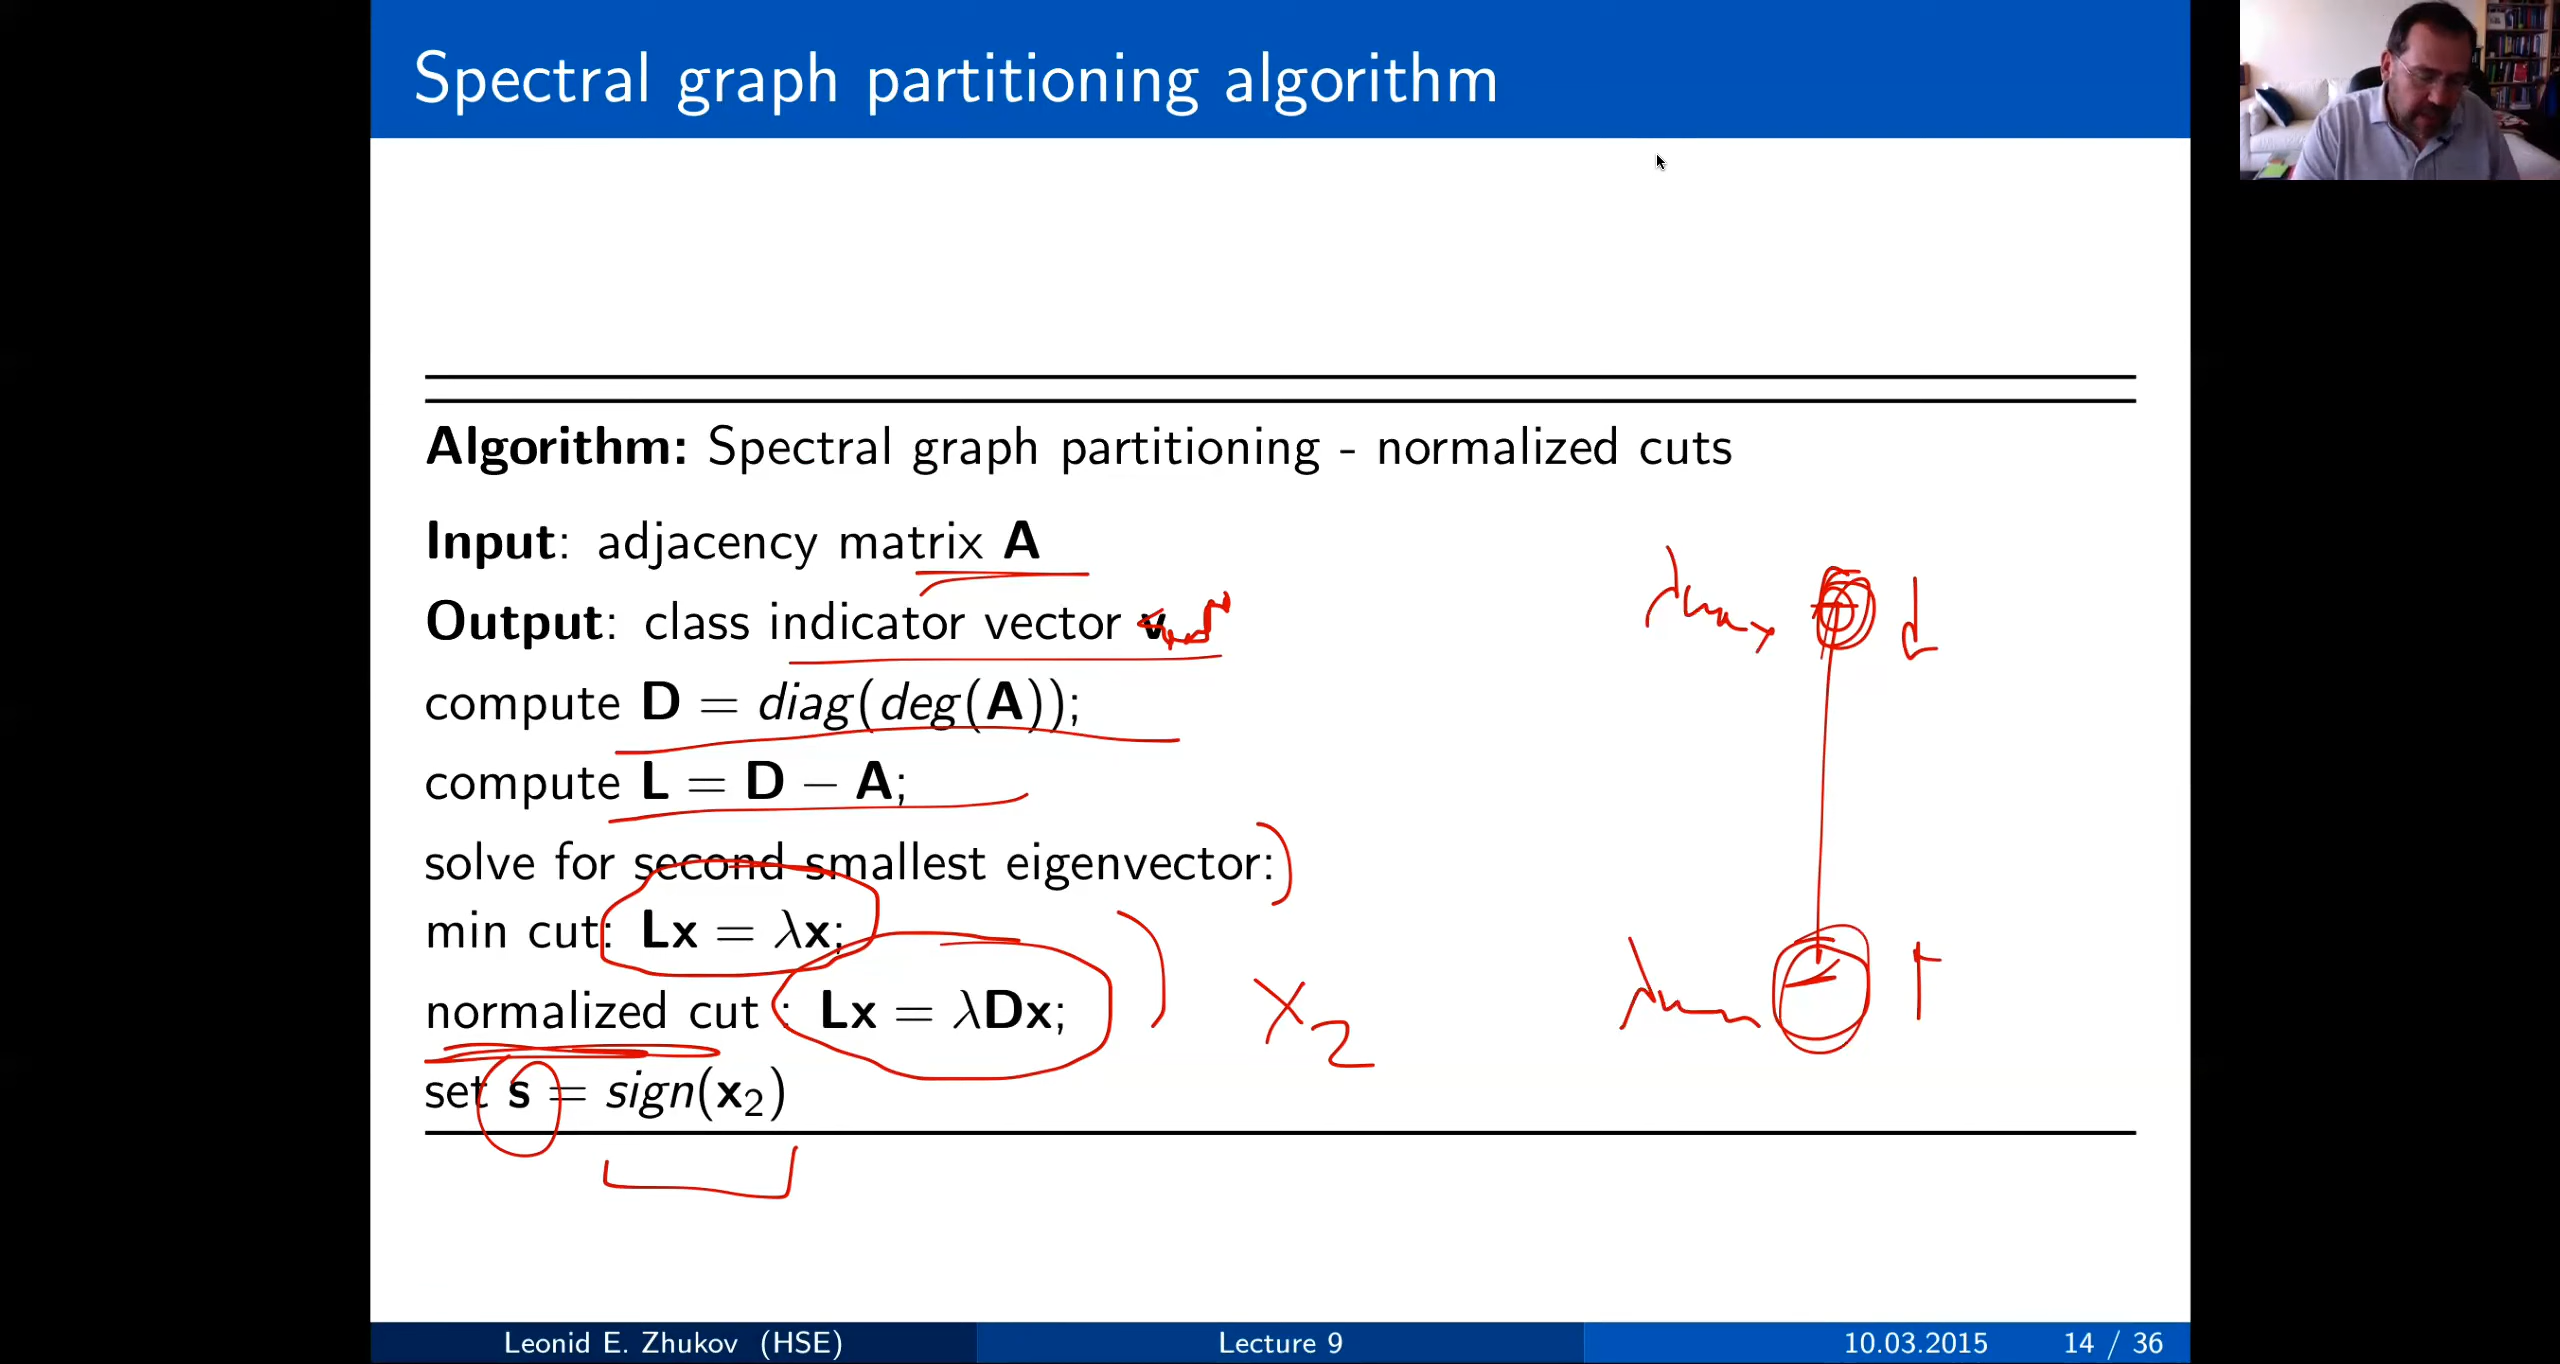 Spectral graph partitioning algorithm
Algorithm: Spectral graph partitioning - normalized cuts
Input: adjacency matrix A
Output: class indicator vector
compute D = diag(deg(A));
compute L = D − A;
solve for second smallest eigenvector:
min cut: Lx = λx;
normalized cut : Lx = λDx;
x₂
set s = sign(x₂)
Leonid E. Zhukov (HSE) Lecture 9 10.03.2015 14 / 36